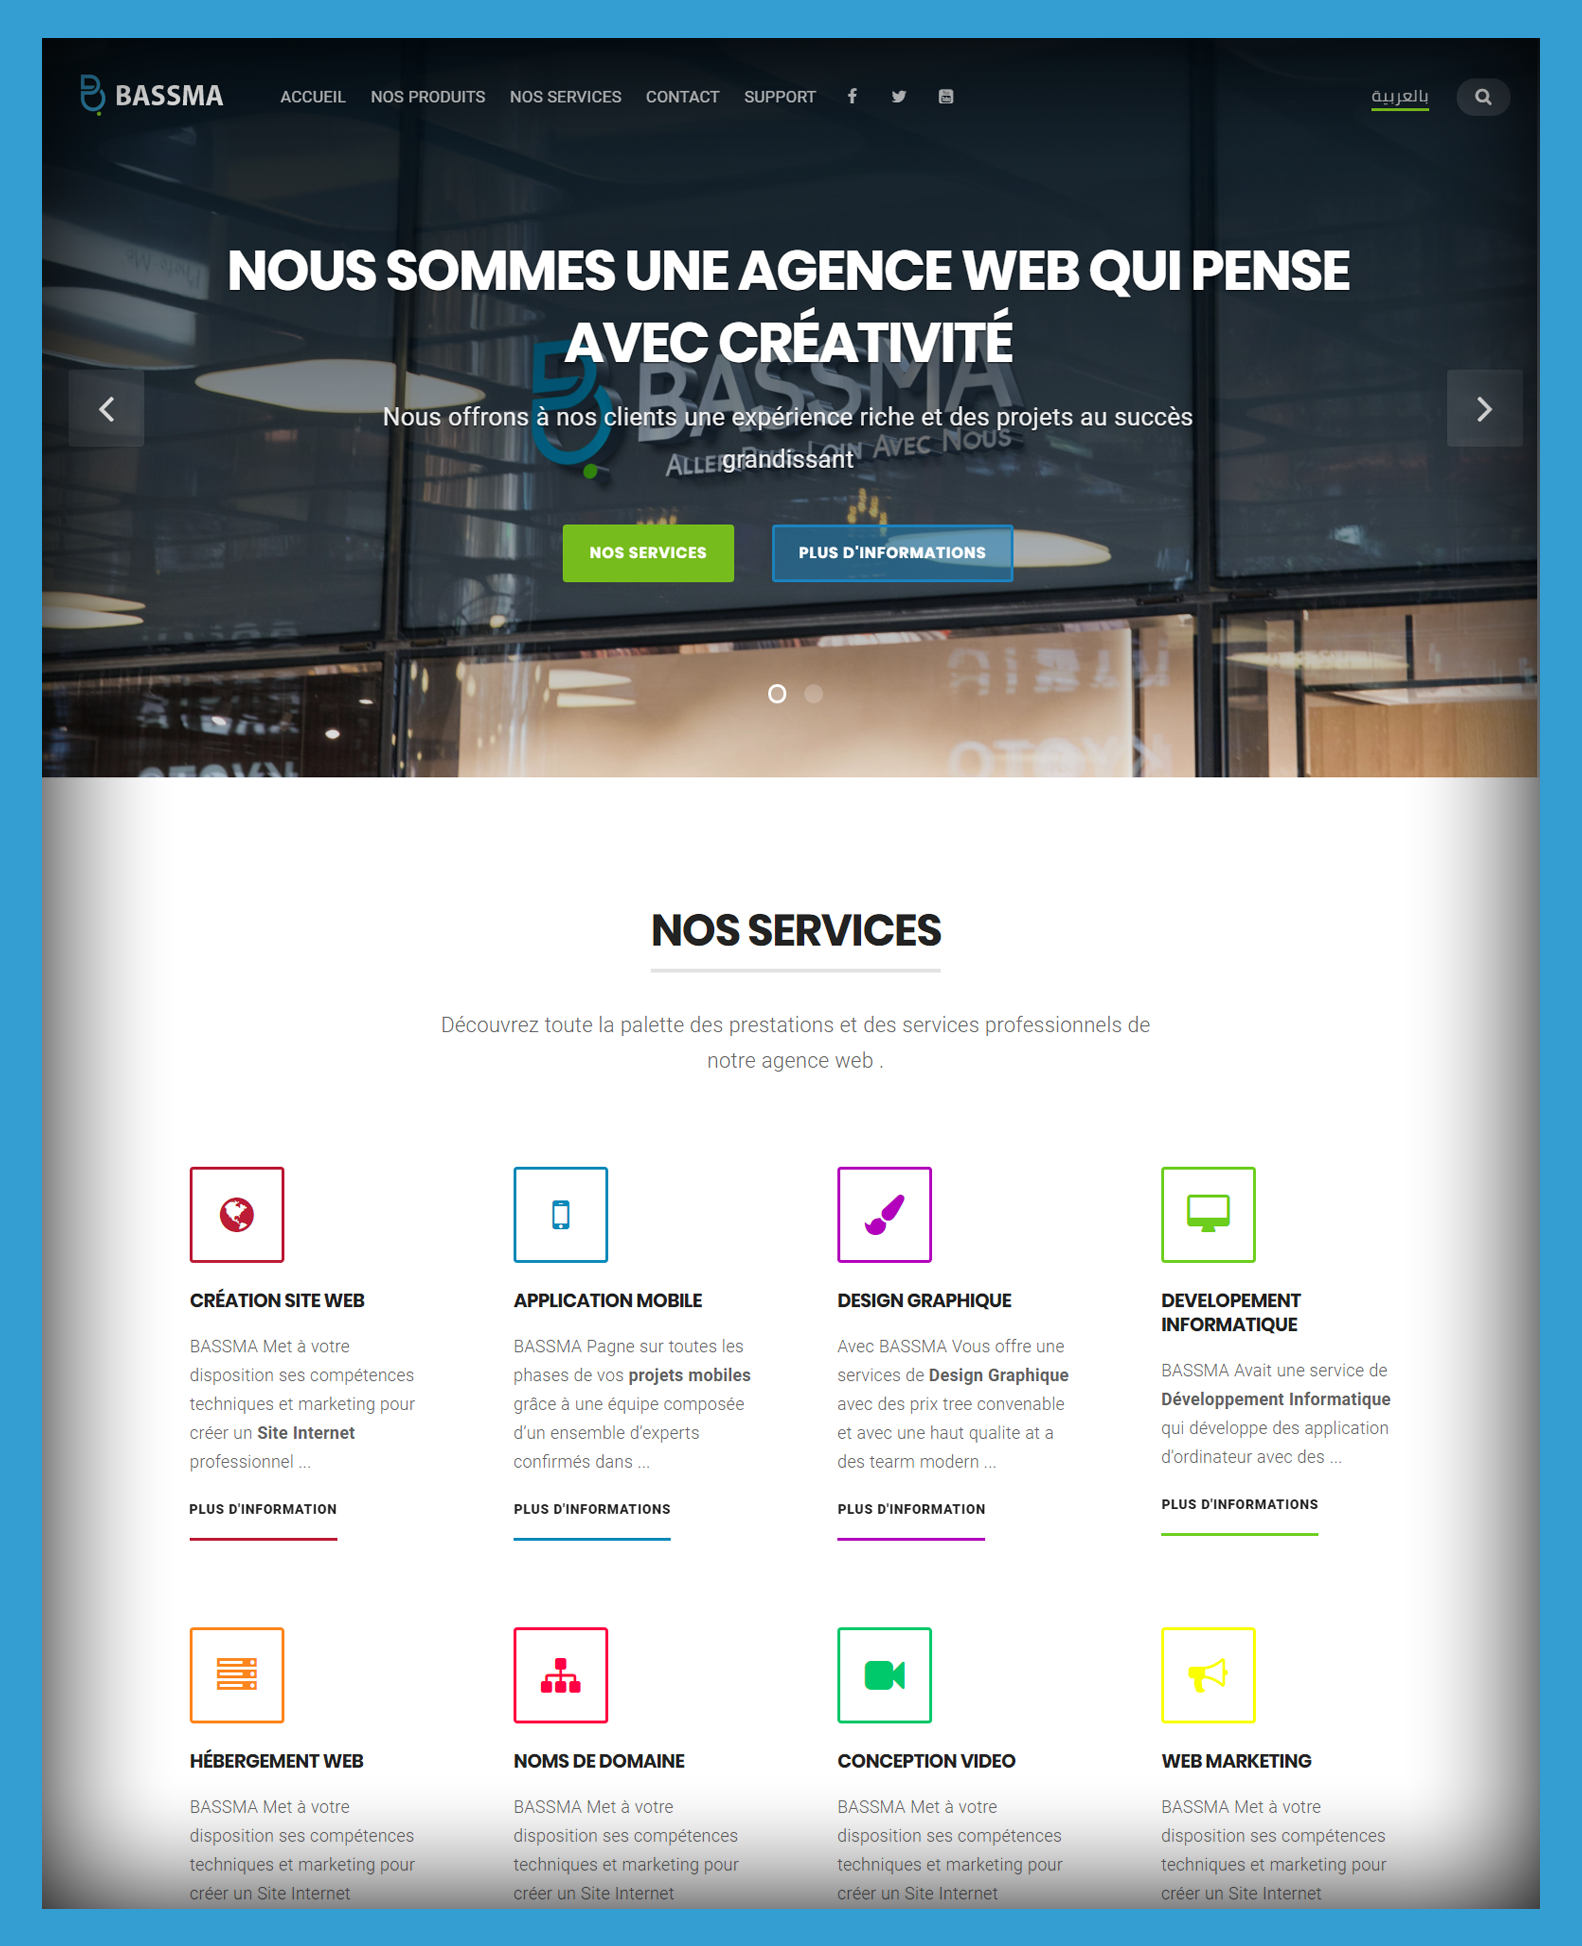 BASSMA
ACCUEIL NOS PRODUITS NOS SERVICES CONTACT SUPPORT
بالعربية
NOUS SOMMES UNE AGENCE WEB QUI PENSE
AVEC CRÉATIVITÉ
BASSMA
Nous offrons à nos clients une expérience riche et des projets au succès
grandissant
ALLER PLUS LOIN AVEC NOUS
NOS SERVICES
PLUS D'INFORMATIONS
KYOTO
KYOTO
NOS SERVICES
Découvrez toute la palette des prestations et des services professionnels de
notre agence web .
CRÉATION SITE WEB
BASSMA Met à votre
disposition ses compétences
techniques et marketing pour
créer un Site Internet
professionnel ...
PLUS D'INFORMATION
APPLICATION MOBILE
BASSMA Pagne sur toutes les
phases de vos projets mobiles
grâce à une équipe composée
d’un ensemble d’experts
confirmés dans ...
PLUS D'INFORMATIONS
DESIGN GRAPHIQUE
Avec BASSMA Vous offre une
services de Design Graphique
avec des prix tree convenable
et avec une haut qualite at a
des tearm modern ...
PLUS D'INFORMATION
DEVELOPEMENT
INFORMATIQUE
BASSMA Avait une service de
Développement Informatique
qui développe des application
d'ordinateur avec des ...
PLUS D'INFORMATIONS
HÉBERGEMENT WEB
BASSMA Met à votre
disposition ses compétences
techniques et marketing pour
créer un Site Internet
NOMS DE DOMAINE
BASSMA Met à votre
disposition ses compétences
techniques et marketing pour
créer un Site Internet
CONCEPTION VIDEO
BASSMA Met à votre
disposition ses compétences
techniques et marketing pour
créer un Site Internet
WEB MARKETING
BASSMA Met à votre
disposition ses compétences
techniques et marketing pour
créer un Site Internet